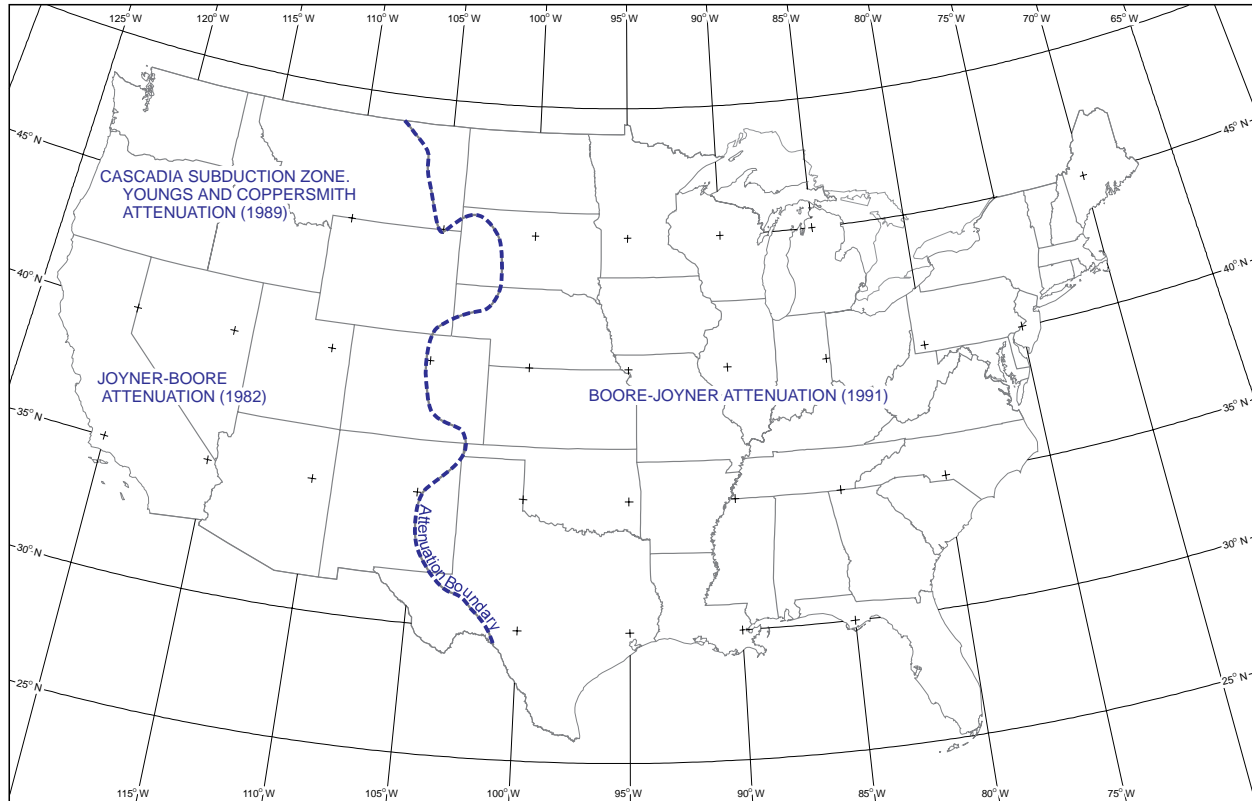 125°W 120°W 115°W 110°W 105°W 100°W 95°W 90°W 85°W 80°W 75°W 70°W 65°W
45°N
45°N
CASCADIA SUBDUCTION ZONE.
YOUNGS AND COPPERSMITH
ATTENUATION (1989)
40°N
40°N
JOYNER-BOORE
ATTENUATION (1982)
BOORE-JOYNER ATTENUATION (1991)
35°N
35°N
Attenuation Boundary
30°N
30°N
25°N
25°N
115°W 110°W 105°W 100°W 95°W 90°W 85°W 80°W 75°W